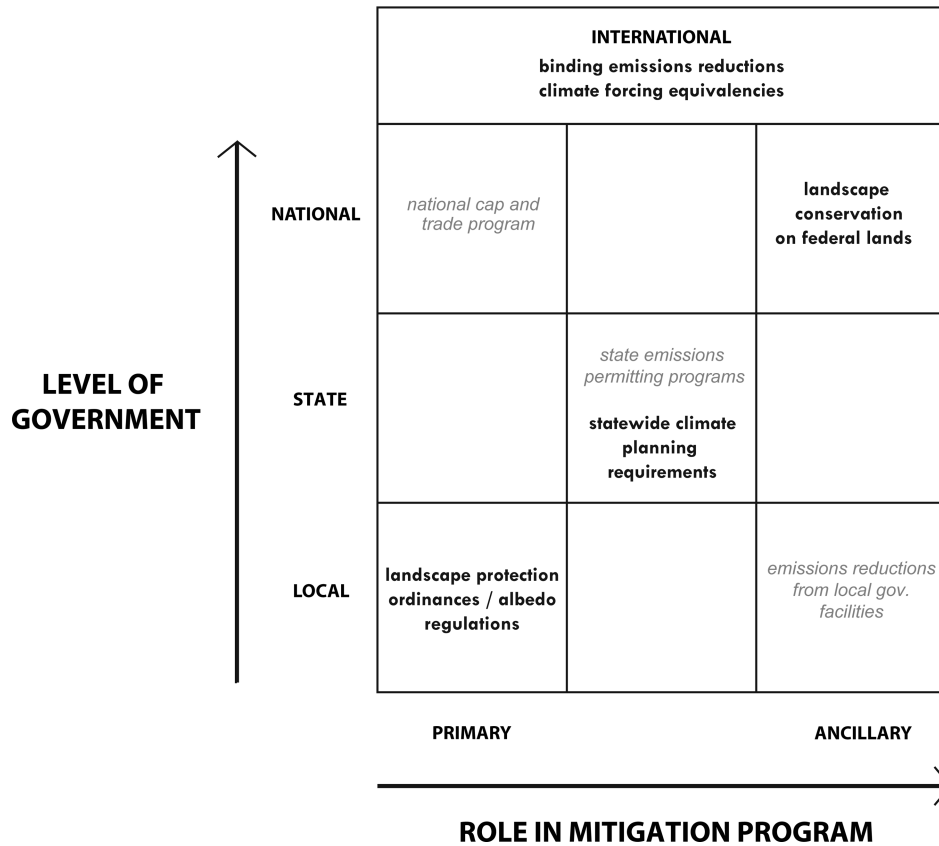 INTERNATIONAL
binding emissions reductions
climate forcing equivalencies
NATIONAL
national cap and
trade program
landscape
conservation
on federal lands
LEVEL OF
GOVERNMENT
STATE
state emissions
permitting programs
statewide climate
planning
requirements
LOCAL
landscape protection
ordinances / albedo
regulations
emissions reductions
from local gov.
facilities
PRIMARY
ANCILLARY
ROLE IN MITIGATION PROGRAM